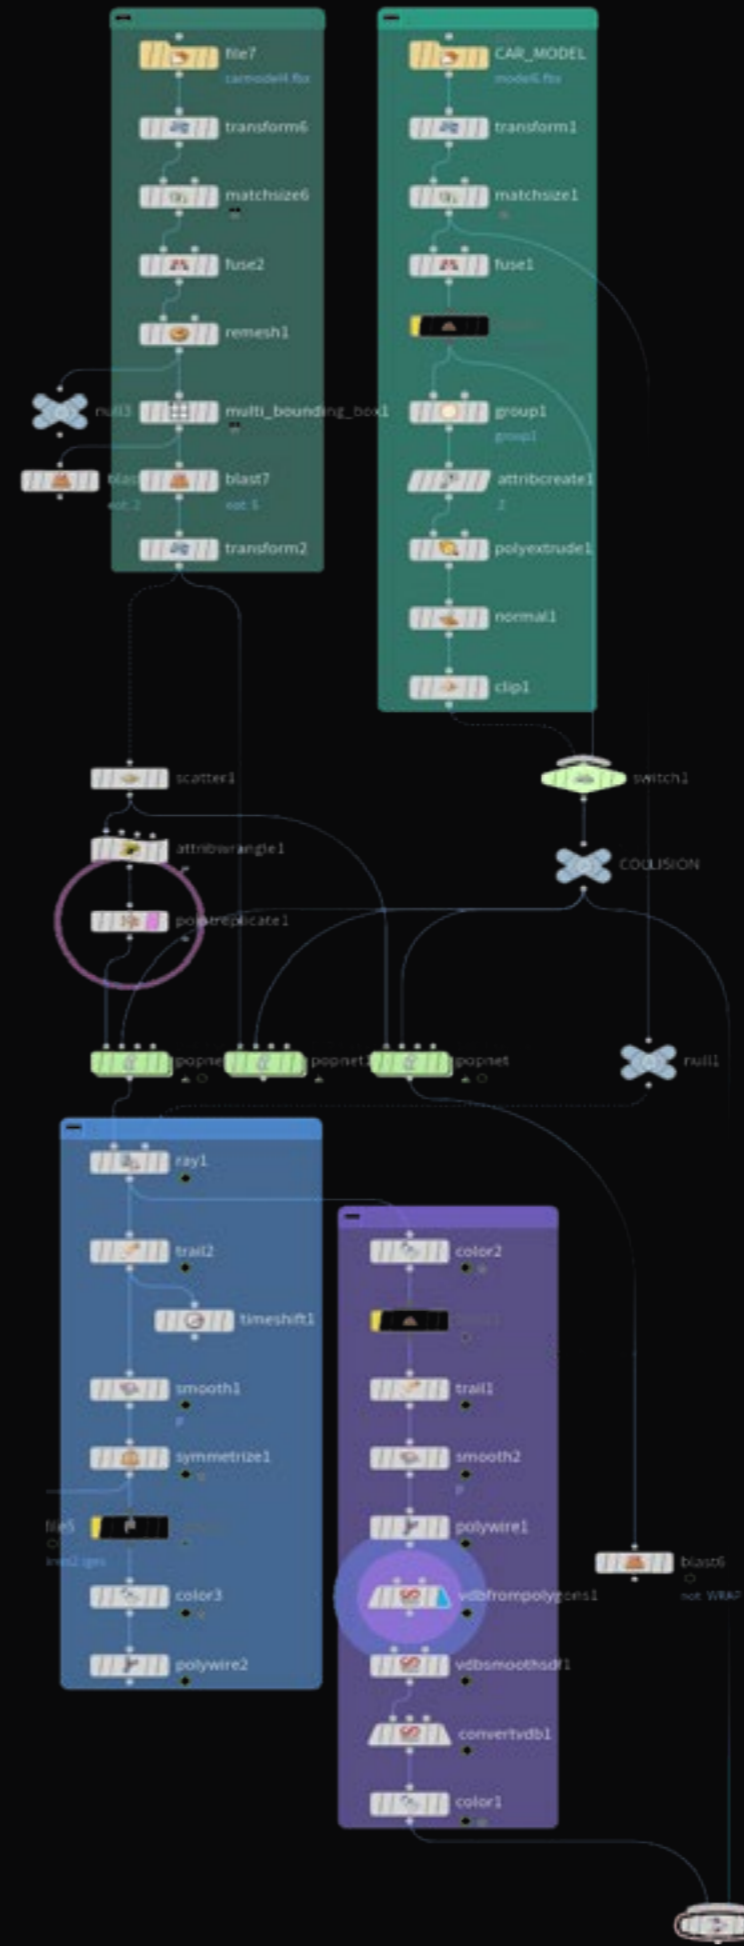 file7
carmodel4.fbx
transform6
matchsize6
fuse2
remesh1
null3
multi_bounding_box1
blast7
transform2
CAR_MODEL
model6.fbx
transform1
matchsize1
fuse1
group1
group1
attribcreate1
polyextrude1
normal1
clip1
scatter1
switch1
attribwrangle1
COLLISION
pointreplicate1
popnet1
popnet
null1
ray1
trail2
timeshift1
smooth1
P
symmetrize1
file5
color3
polywire2
color2
trail1
smooth2
P
polywire1
vdbfrompolygons1
vdbsmoothsdf1
convertvdb1
color1
blast6
not: WRAP